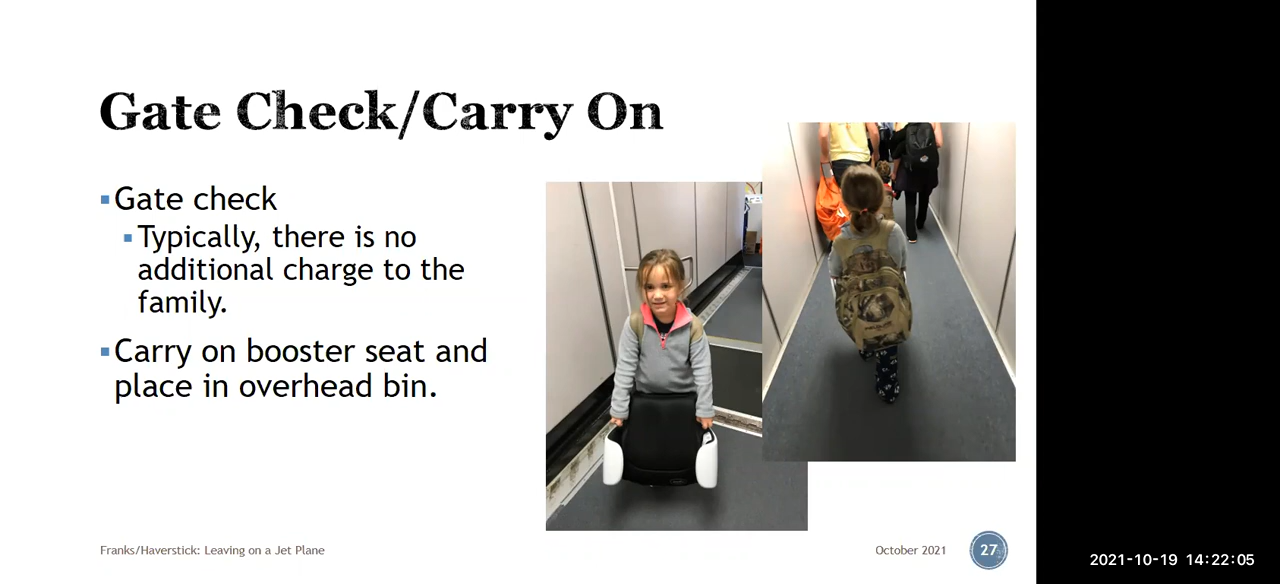 Gate Check/Carry On
▪Gate check
▪Typically, there is no
additional charge to the
family.
▪Carry on booster seat and
place in overhead bin.
Franks/Haverstick: Leaving on a Jet Plane
October 2021
27
2021-10-19 14:22:05